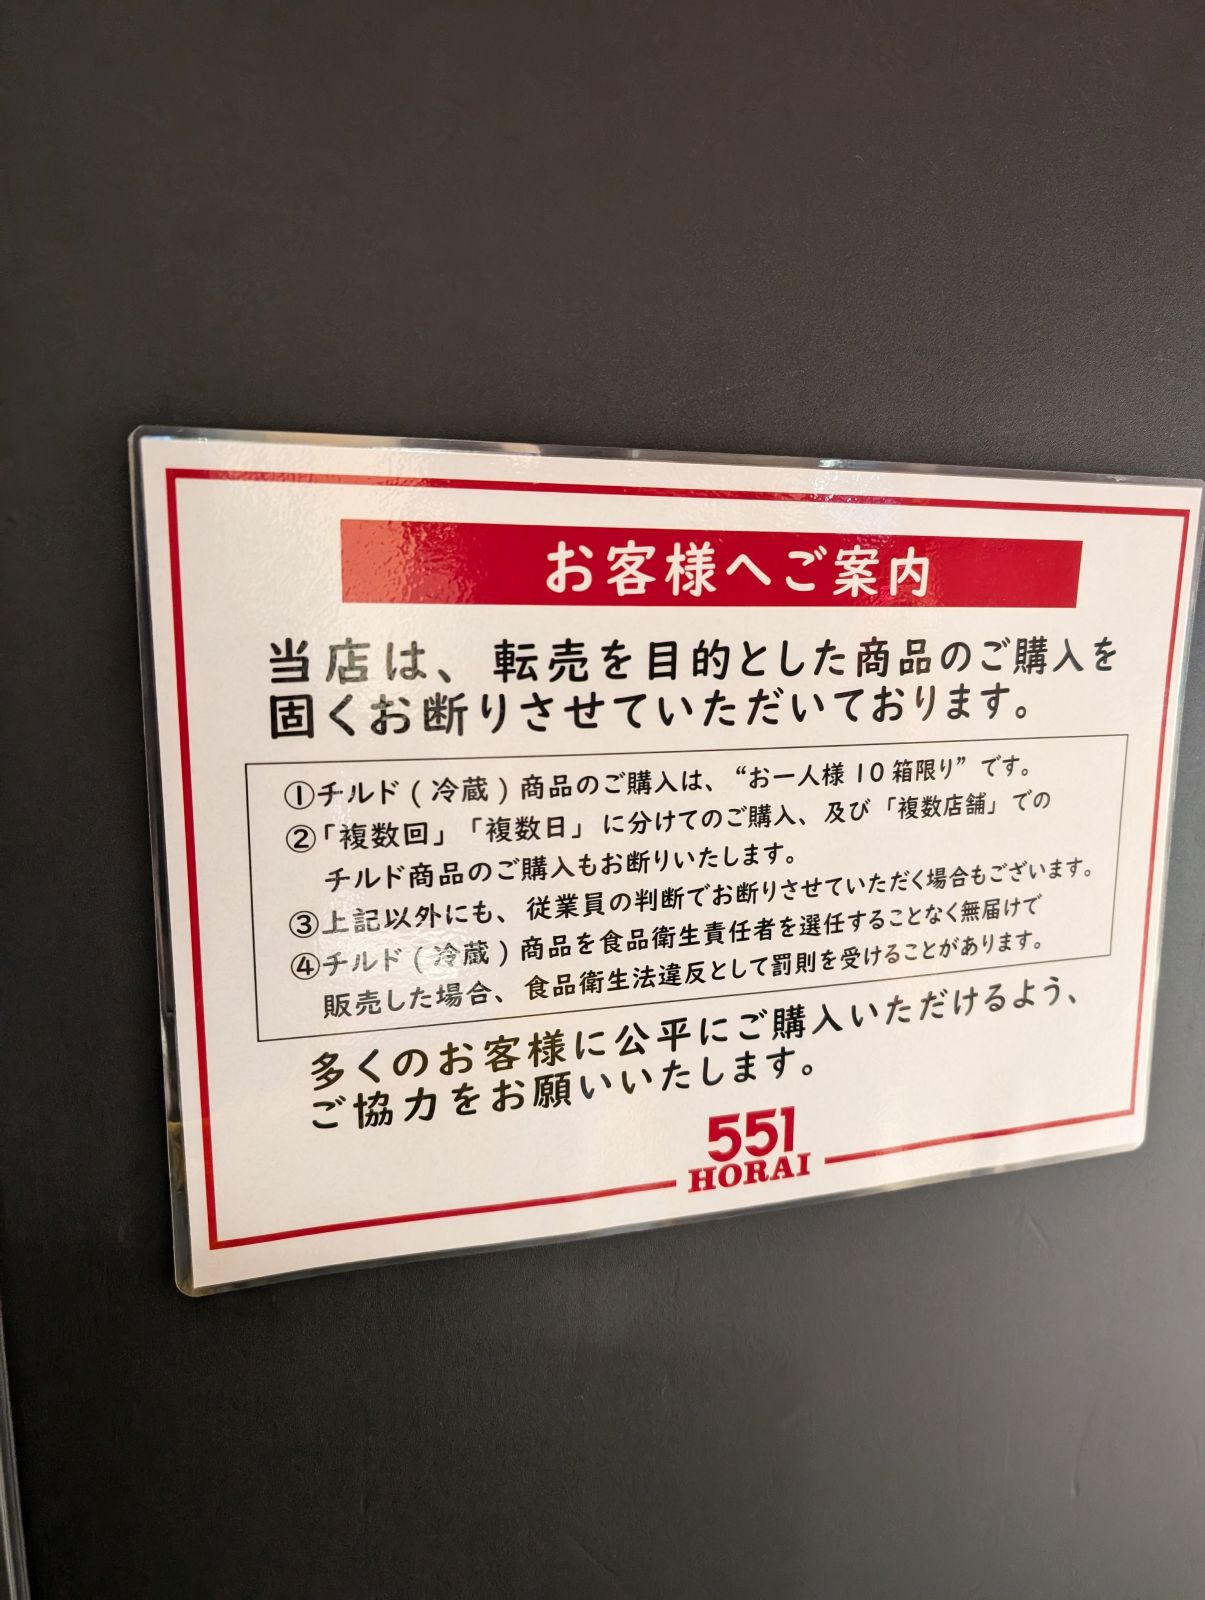 お客様へご案内
当店は、転売を目的とした商品のご購入を
固くお断りさせていただいております。
①チルド(冷蔵)商品のご購入は、“お一人様10箱限り”です。
②「複数回」「複数日」に分けてのご購入、及び「複数店舗」での
チルド商品のご購入もお断りいたします。
③上記以外にも、従業員の判断でお断りさせていただく場合もございます。
④チルド(冷蔵)商品を食品衛生責任者を選任することなく無届けで
販売した場合、食品衛生法違反として罰則を受けることがあります。
多くのお客様に公平にご購入いただけるよう、
ご協力をお願いいたします。
551
HORAI